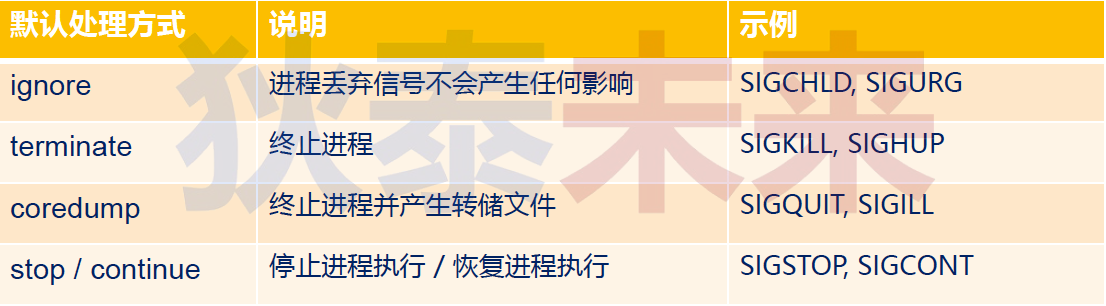 默认处理方式 说明 示例
ignore 进程丢弃信号不会产生任何影响 SIGCHLD, SIGURG
terminate 终止进程 SIGKILL, SIGHUP
coredump 终止进程并产生转储文件 SIGQUIT, SIGILL
stop / continue 停止进程执行 / 恢复进程执行 SIGSTOP, SIGCONT
狄泰未来